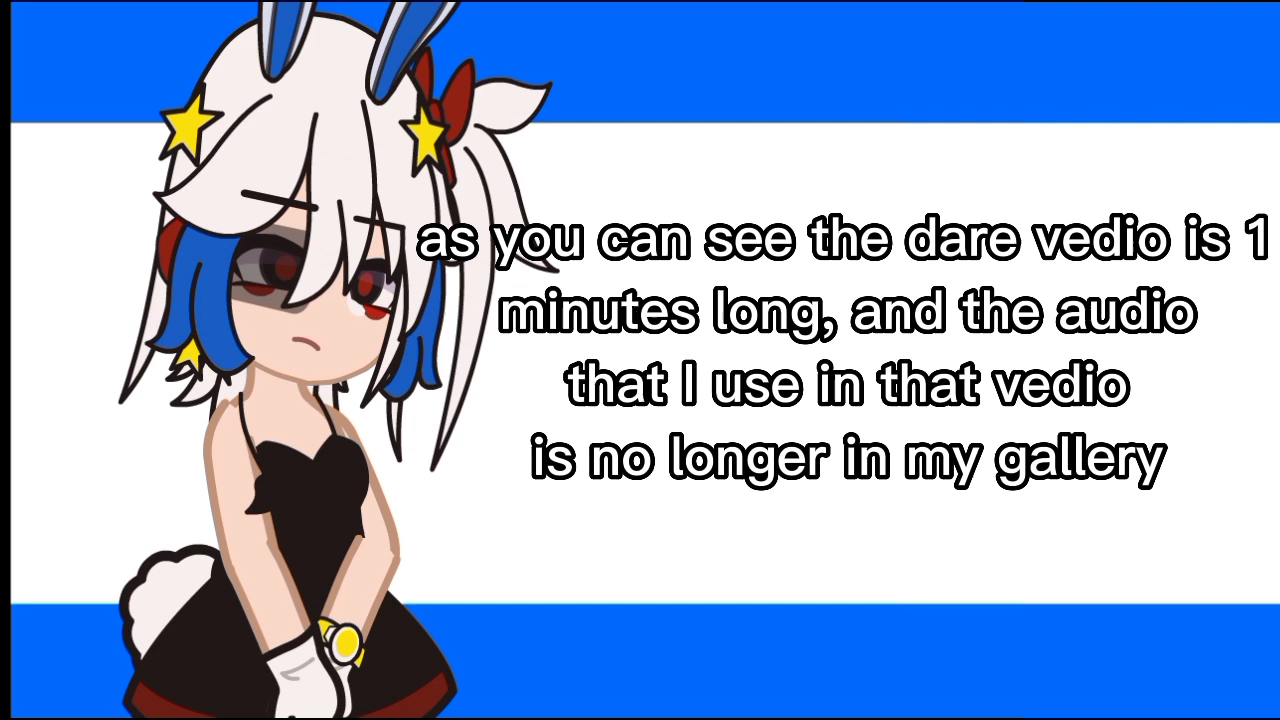 as you can see the dare vedio is 1
minutes long, and the audio
that I use in that vedio
is no longer in my gallery